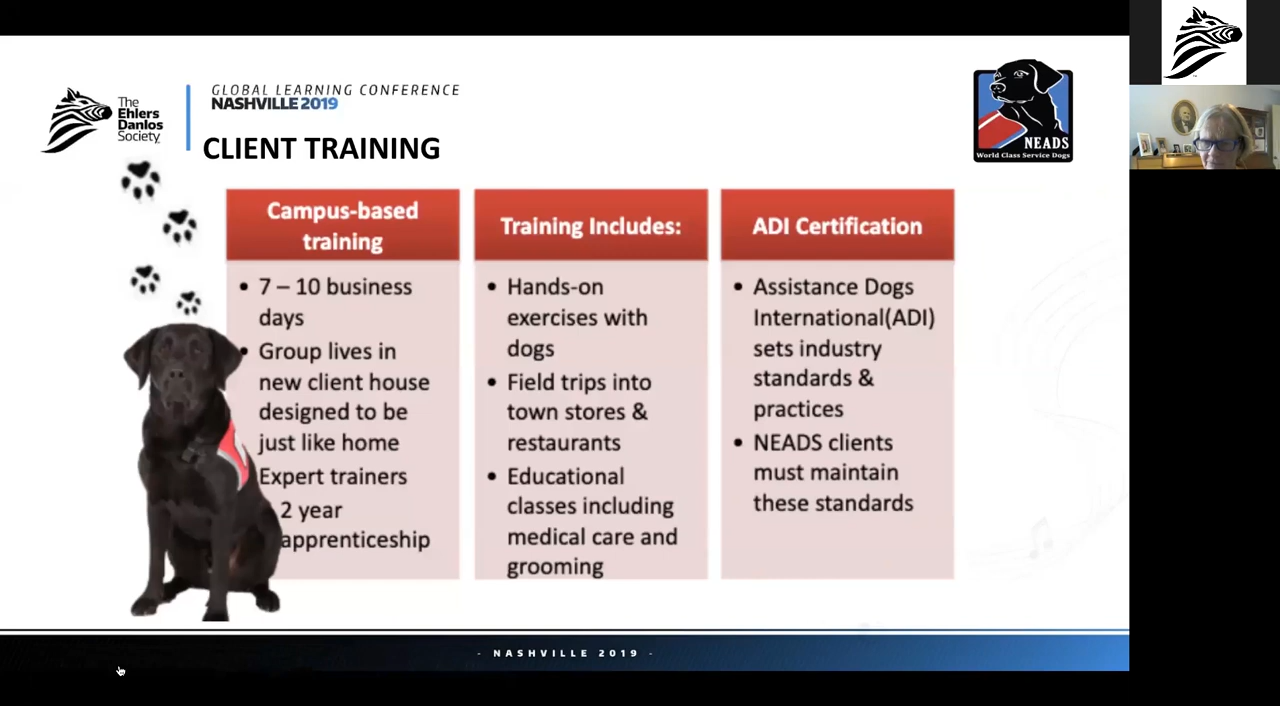 The
Ehlers
Danlos
Society
GLOBAL LEARNING CONFERENCE
NASHVILLE 2019
CLIENT TRAINING
NEADS
World Class Service Dogs
Campus-based
training
• 7 – 10 business
days
• Group lives in
new client house
designed to be
just like home
Expert trainers
2 year
apprenticeship
Training Includes:
• Hands-on
exercises with
dogs
• Field trips into
town stores &
restaurants
• Educational
classes including
medical care and
grooming
ADI Certification
• Assistance Dogs
International(ADI)
sets industry
standards &
practices
• NEADS clients
must maintain
these standards
- NASHVILLE 2019 -